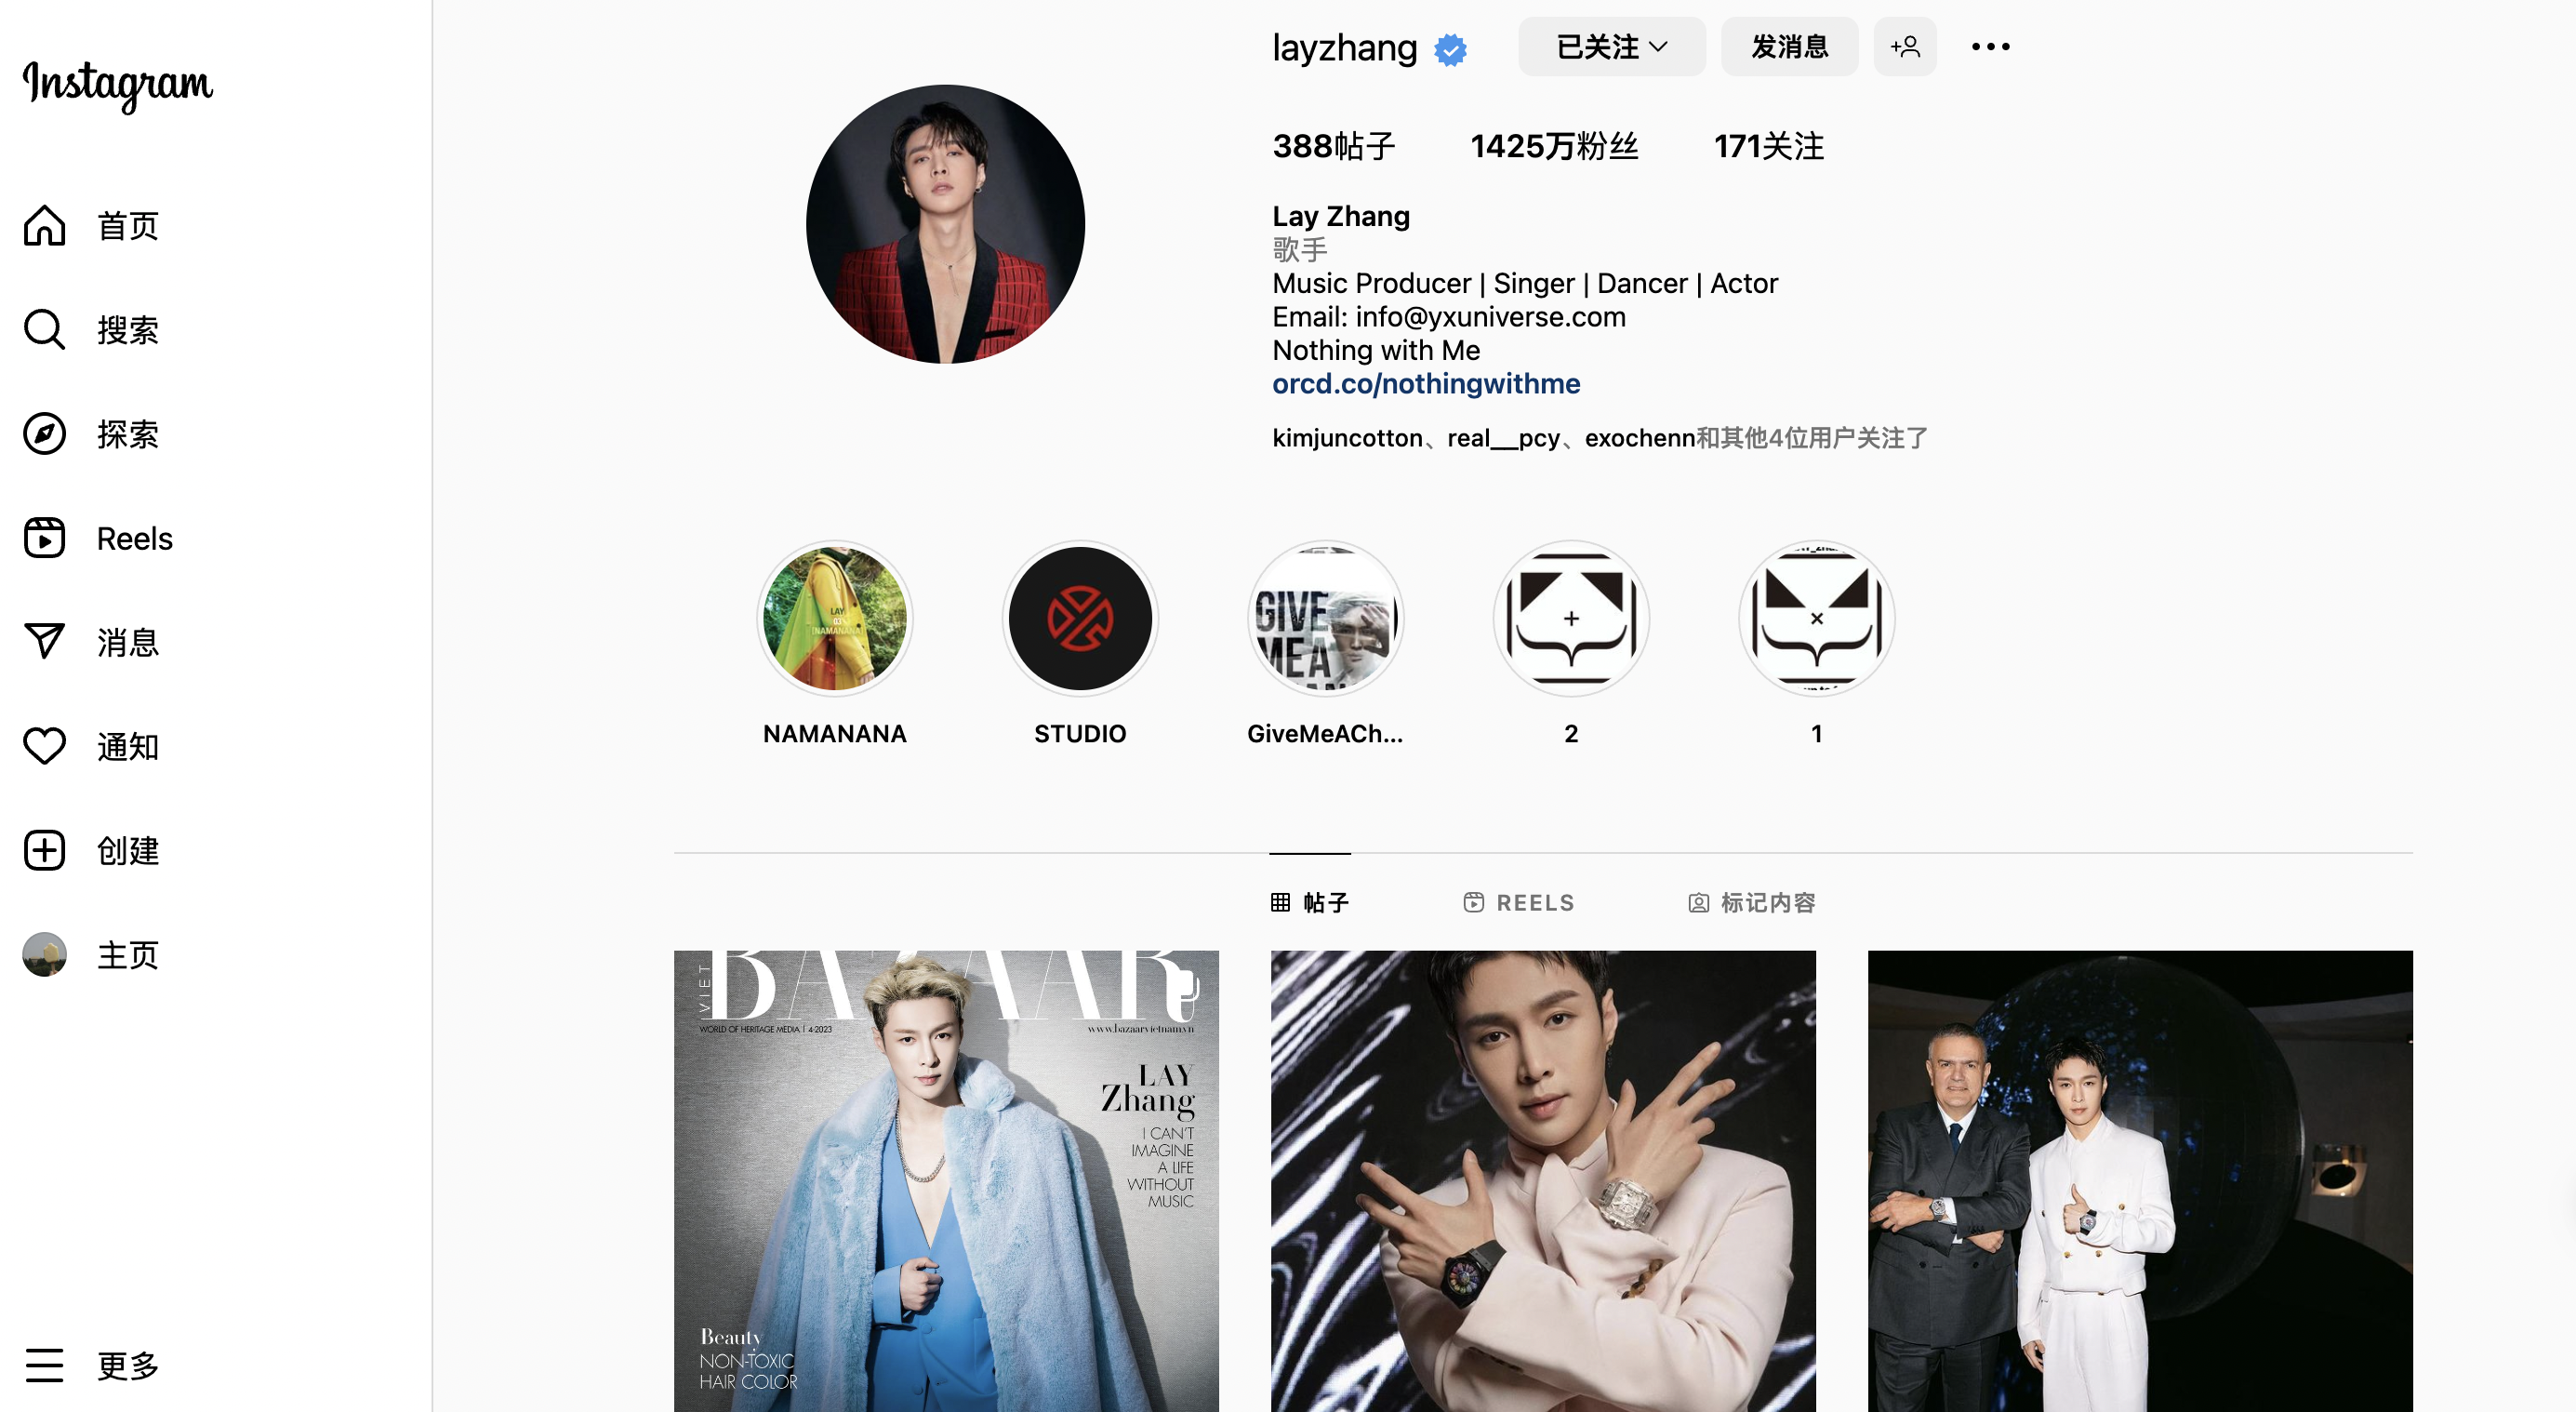 Instagram
首页
搜索
探索
Reels
消息
通知
创建
主页
更多
layzhang
已关注
发消息
388帖子 1425万粉丝 171关注
Lay Zhang
歌手
Music Producer | Singer | Dancer | Actor
Email: info@yxuniverse.com
Nothing with Me
orcd.co/nothingwithme
kimjuncotton、real__pcy、exochenn和其他4位用户关注了
LAY
03
[NAMANANA]
GIVE
ME A
NAMANANA
STUDIO
GiveMeACh...
2
1
帖子
REELS
标记内容
BAZAAR
VIET
WORLD OF HERITAGE MEDIA | 4-2023
www.bazaarvietnam.vn
LAY
Zhang
I CAN'T
IMAGINE
A LIFE
WITHOUT
MUSIC
Beauty
NON-TOXIC
HAIR COLOR